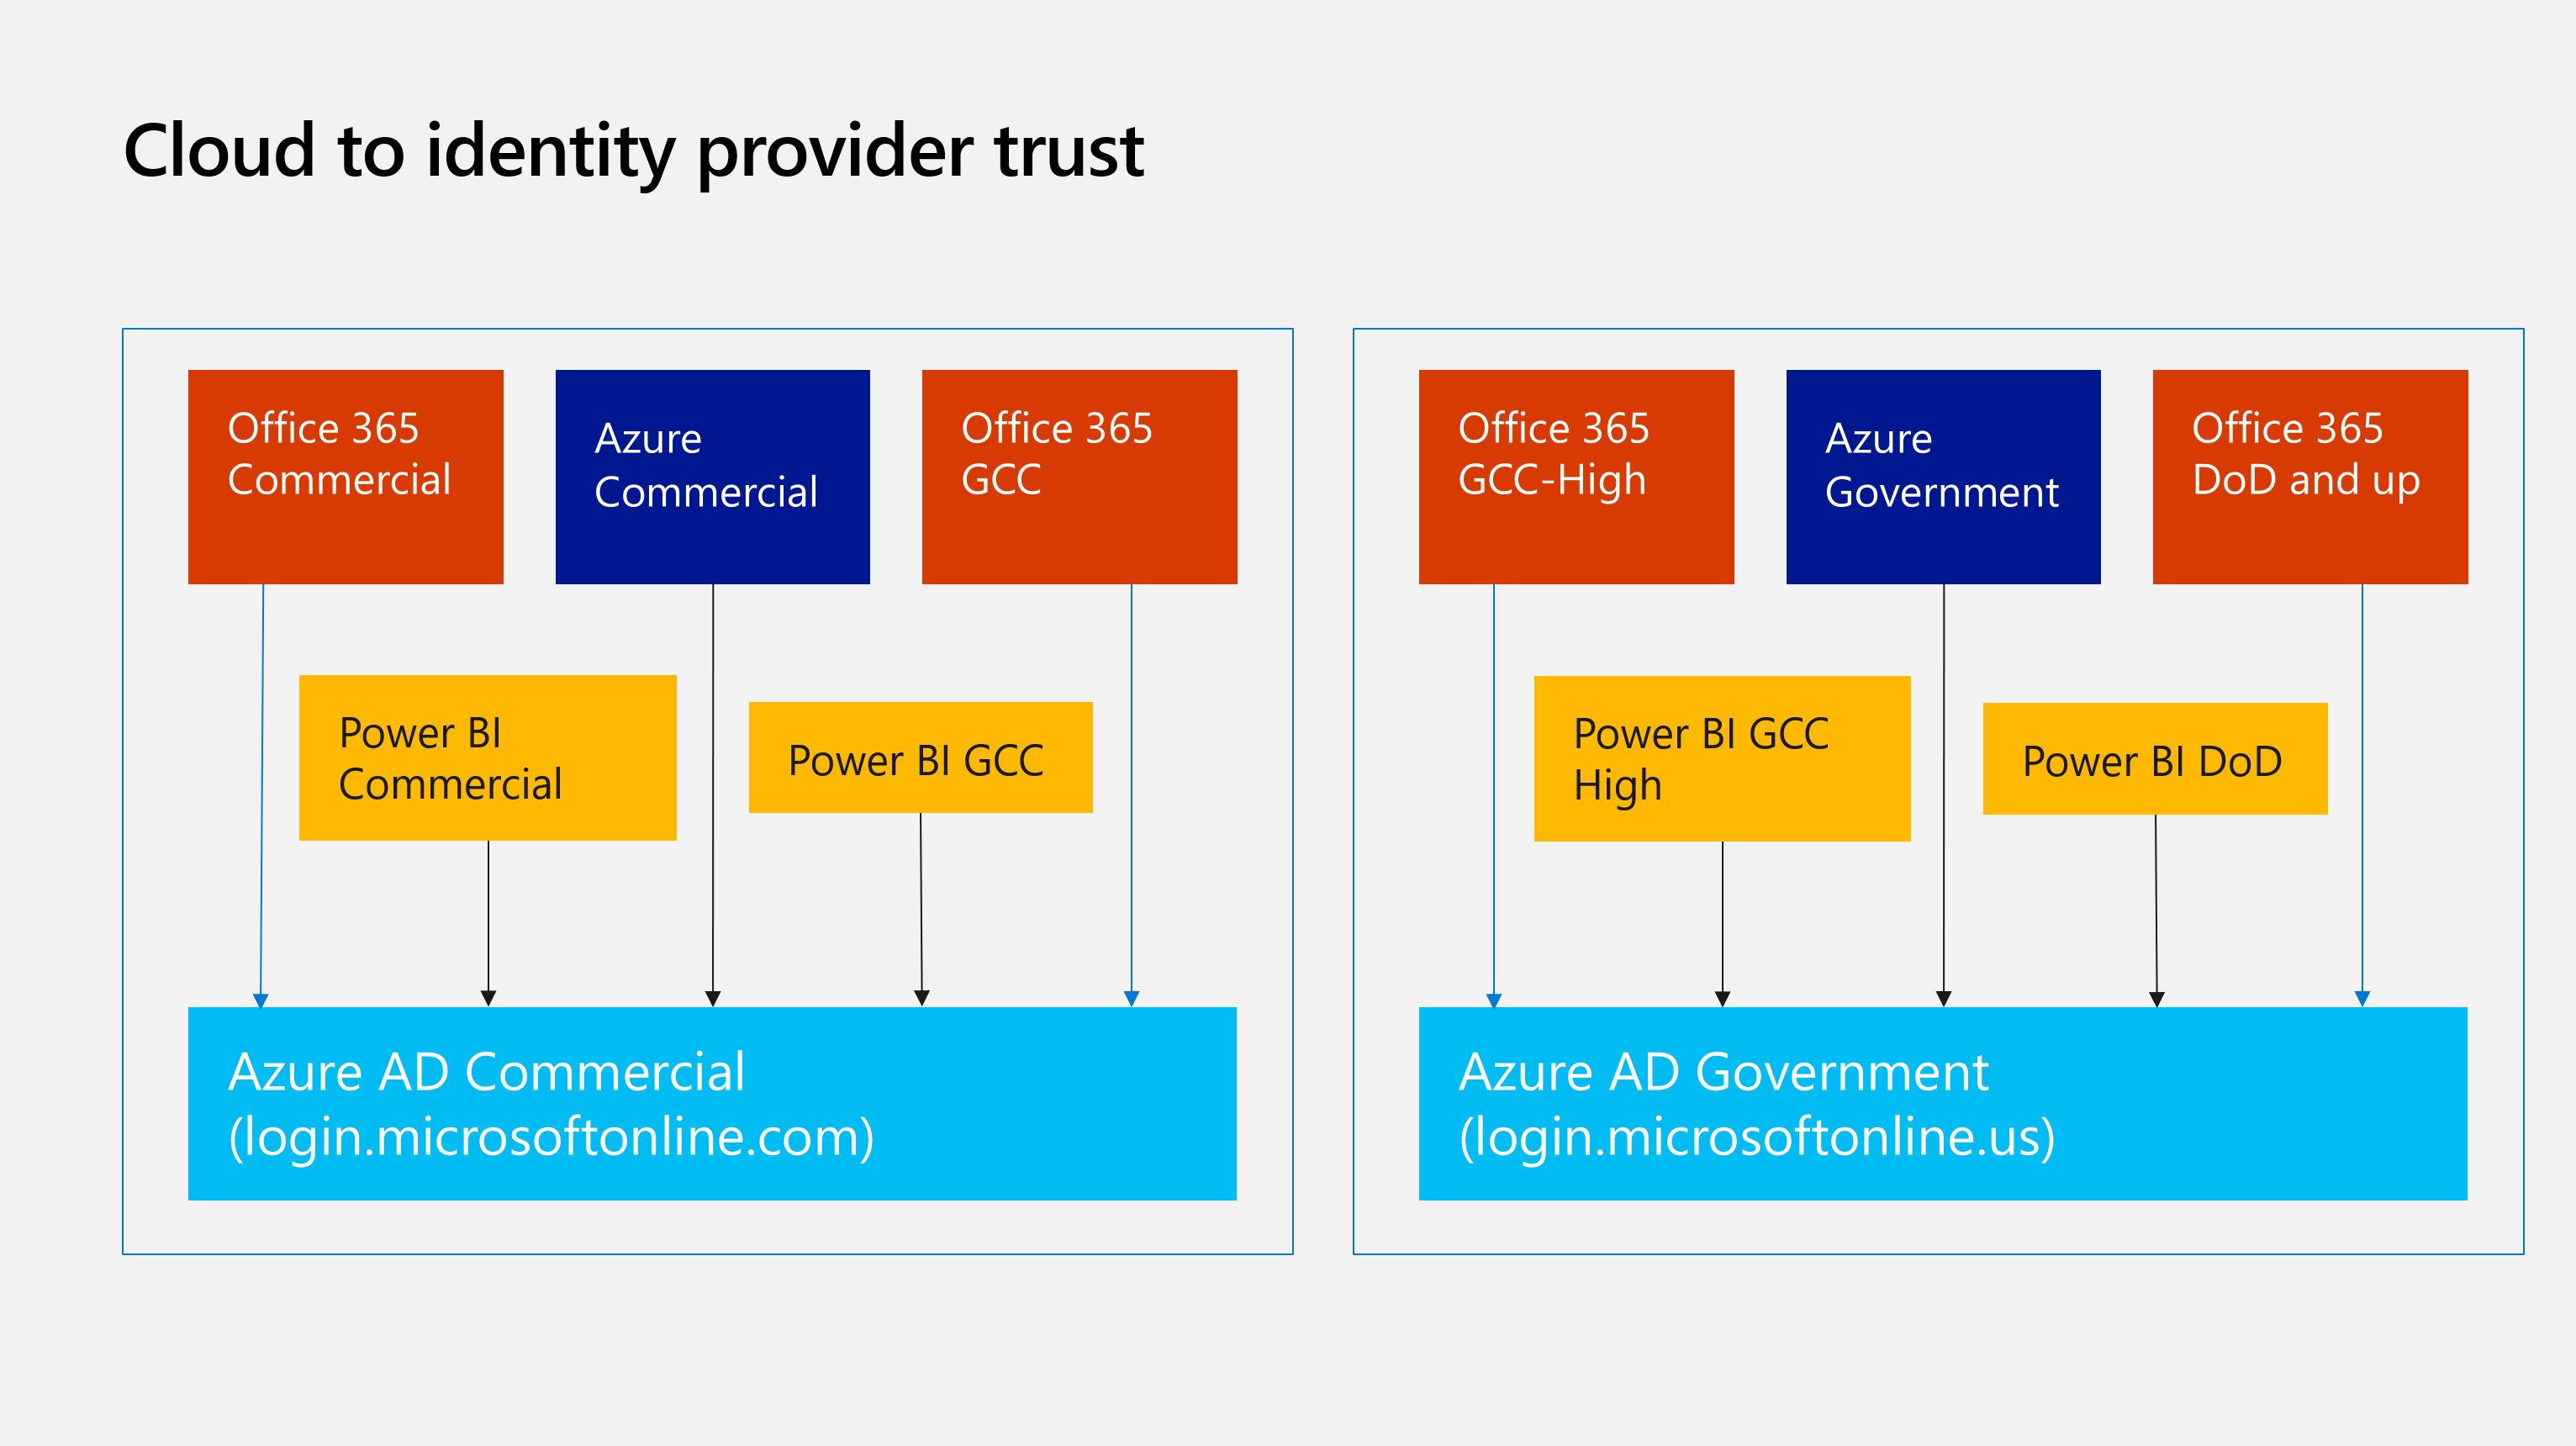 Cloud to identity provider trust
Office 365
Commercial
Azure
Commercial
Office 365
GCC
Power BI
Commercial
Power BI GCC
Azure AD Commercial
(login.microsoftonline.com)
Office 365
GCC-High
Azure
Government
Office 365
DoD and up
Power BI GCC
High
Power BI DoD
Azure AD Government
(login.microsoftonline.us)